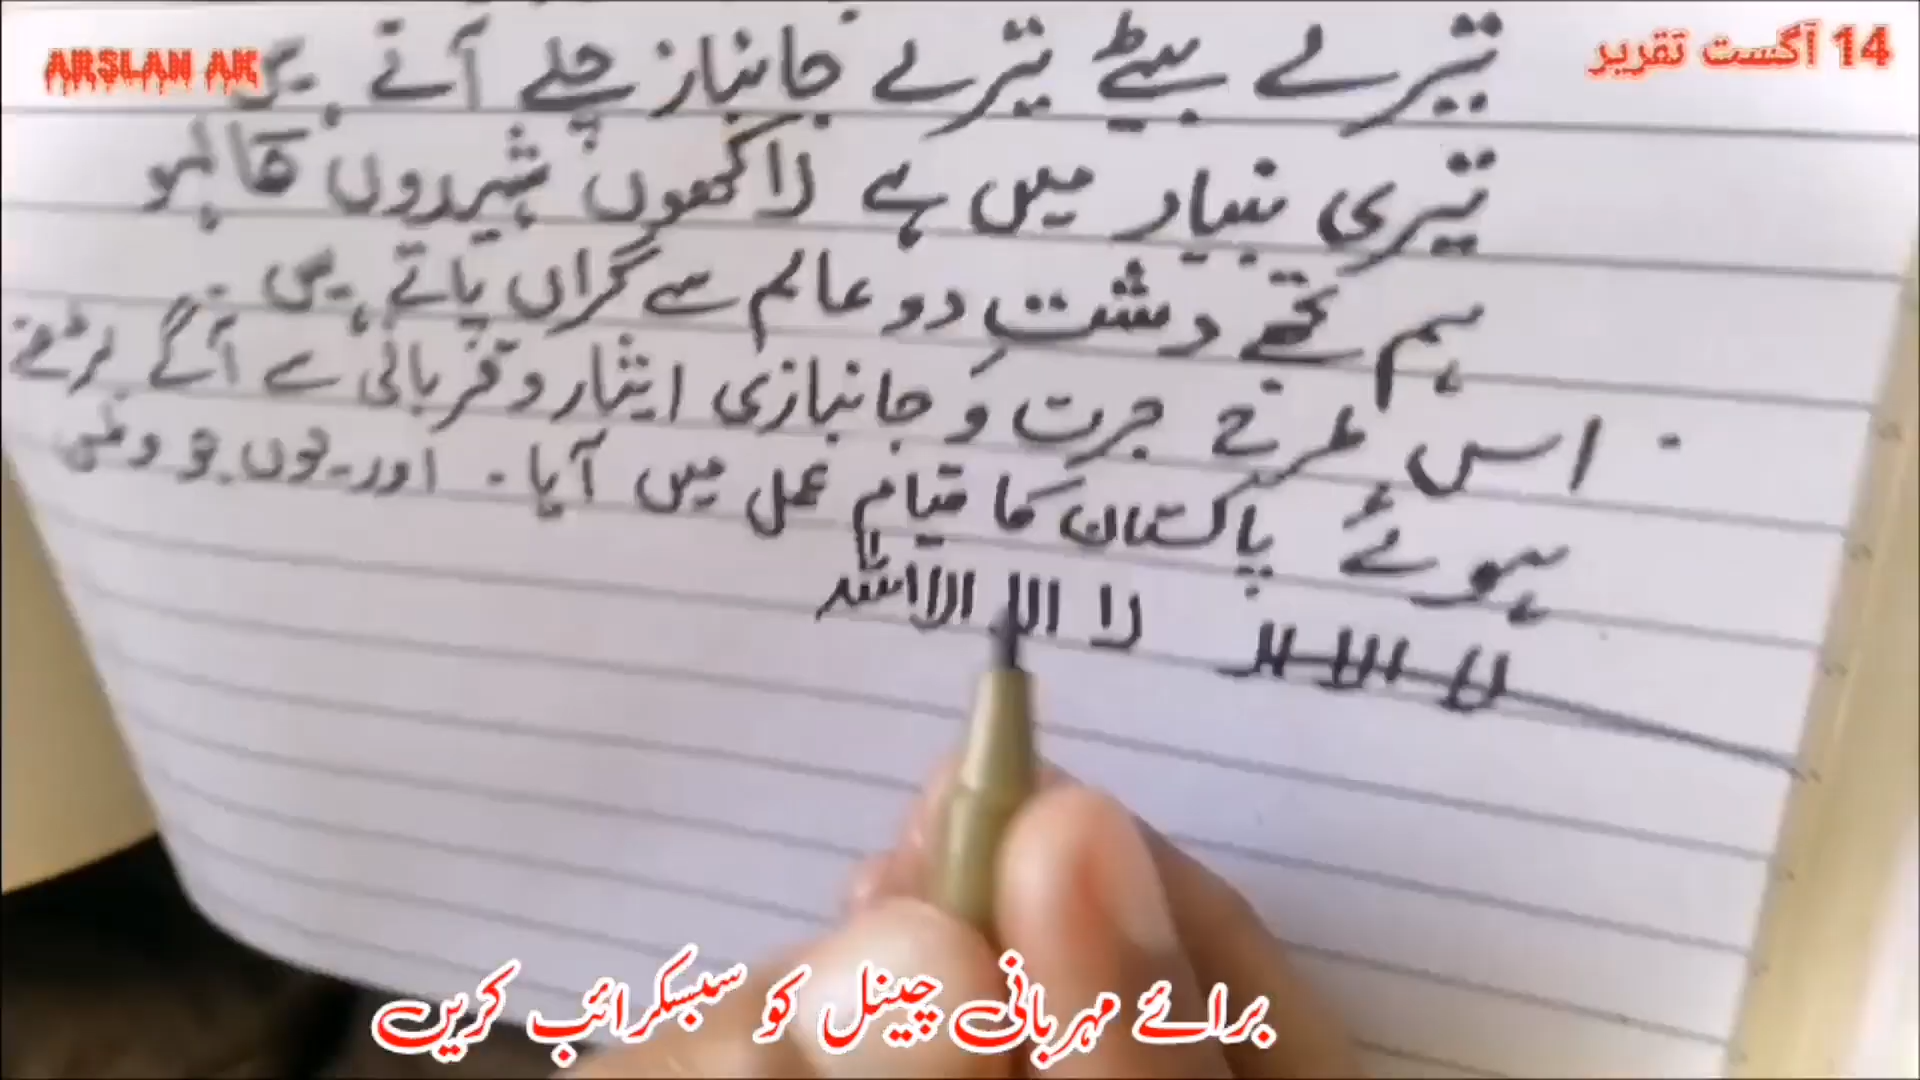 ARSLAN AK
14 اگست تقریر
تیرے بیٹے تیرے جانباز چلے آتے ہیں
تیری بنیاد میں ہے لاکھوں شہیدوں کا لہو
ہم تجھے دشتِ دو عالم سے گراں پاتے ہیں
اس طرح جرت و جانبازی ایثار و قربانی سے آگے بڑھتے
ہوئے پاکستان کا قیام عمل میں آیا۔ اور یوں جو
لا الہ الا اللہ
برائے مہربانی چینل کو سبسکرائب کریں